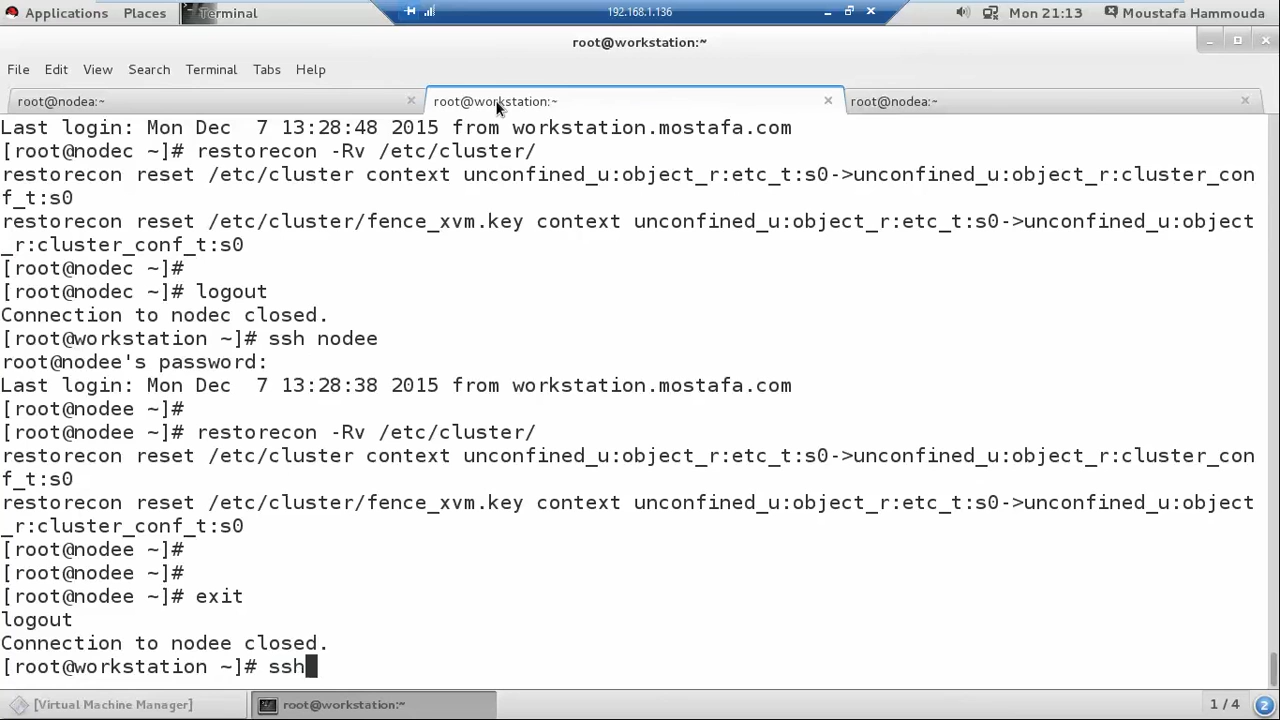 Applications Places Terminal 192.168.1.136 Mon 21:13 Moustafa Hammouda
root@workstation:~
File Edit View Search Terminal Tabs Help
root@nodea:~ root@workstation:~ root@nodea:~
Last login: Mon Dec  7 13:28:48 2015 from workstation.mostafa.com
[root@nodec ~]# restorecon -Rv /etc/cluster/
restorecon reset /etc/cluster context unconfined_u:object_r:etc_t:s0->unconfined_u:object_r:cluster_con
f_t:s0
restorecon reset /etc/cluster/fence_xvm.key context unconfined_u:object_r:etc_t:s0->unconfined_u:object
_r:cluster_conf_t:s0
[root@nodec ~]#
[root@nodec ~]# logout
Connection to nodec closed.
[root@workstation ~]# ssh nodee
root@nodee's password:
Last login: Mon Dec  7 13:28:38 2015 from workstation.mostafa.com
[root@nodee ~]#
[root@nodee ~]# restorecon -Rv /etc/cluster/
restorecon reset /etc/cluster context unconfined_u:object_r:etc_t:s0->unconfined_u:object_r:cluster_con
f_t:s0
restorecon reset /etc/cluster/fence_xvm.key context unconfined_u:object_r:etc_t:s0->unconfined_u:object
_r:cluster_conf_t:s0
[root@nodee ~]#
[root@nodee ~]#
[root@nodee ~]# exit
logout
Connection to nodee closed.
[root@workstation ~]# ssh
[Virtual Machine Manager] root@workstation:~ 1 / 4 2